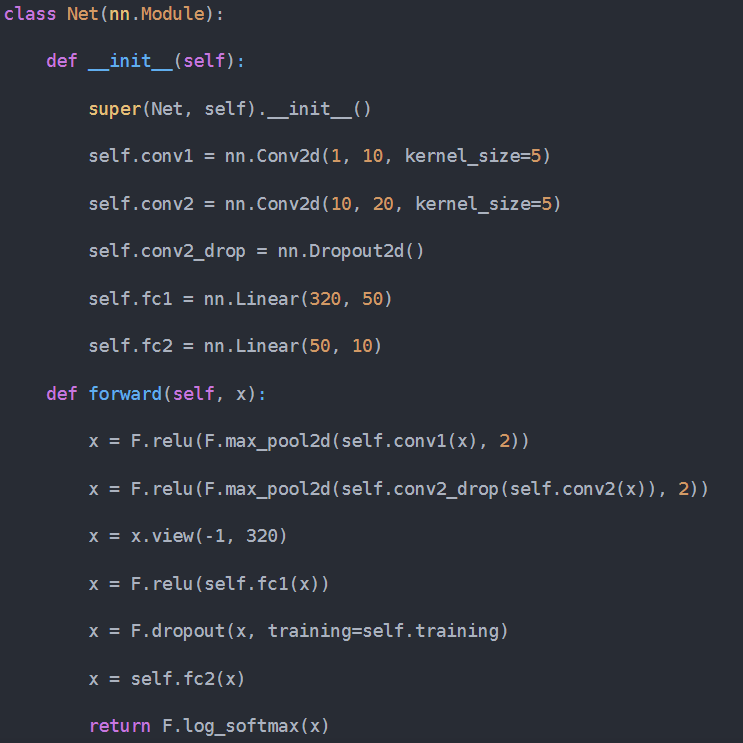 class Net(nn.Module):
    def __init__(self):
        super(Net, self).__init__()
        self.conv1 = nn.Conv2d(1, 10, kernel_size=5)
        self.conv2 = nn.Conv2d(10, 20, kernel_size=5)
        self.conv2_drop = nn.Dropout2d()
        self.fc1 = nn.Linear(320, 50)
        self.fc2 = nn.Linear(50, 10)
    def forward(self, x):
        x = F.relu(F.max_pool2d(self.conv1(x), 2))
        x = F.relu(F.max_pool2d(self.conv2_drop(self.conv2(x)), 2))
        x = x.view(-1, 320)
        x = F.relu(self.fc1(x))
        x = F.dropout(x, training=self.training)
        x = self.fc2(x)
        return F.log_softmax(x)